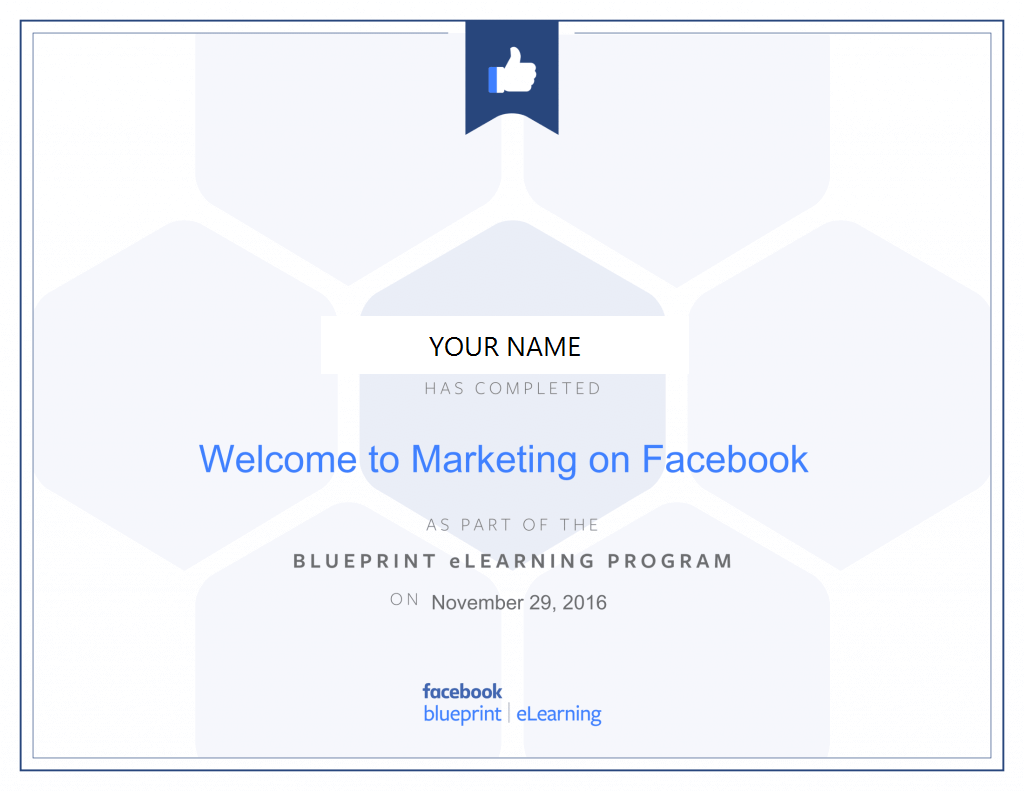 YOUR NAME
HAS COMPLETED
Welcome to Marketing on Facebook
AS PART OF THE
BLUEPRINT eLEARNING PROGRAM
ON November 29, 2016
facebook
blueprint | eLearning